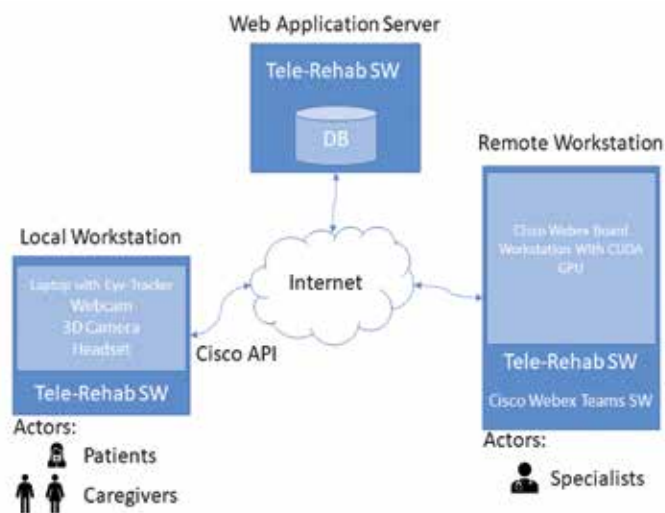 Web Application Server
Tele-Rehab SW
DB
Remote Workstation
Cisco Webex Board
Workstation With CUDA
GPU
Tele-Rehab SW
Cisco Webex Teams SW
Actors:
Specialists
Internet
Local Workstation
Laptop with Eye-Tracker
Webcam
3D Camera
Headset
Tele-Rehab SW
Cisco API
Actors:
Patients
Caregivers